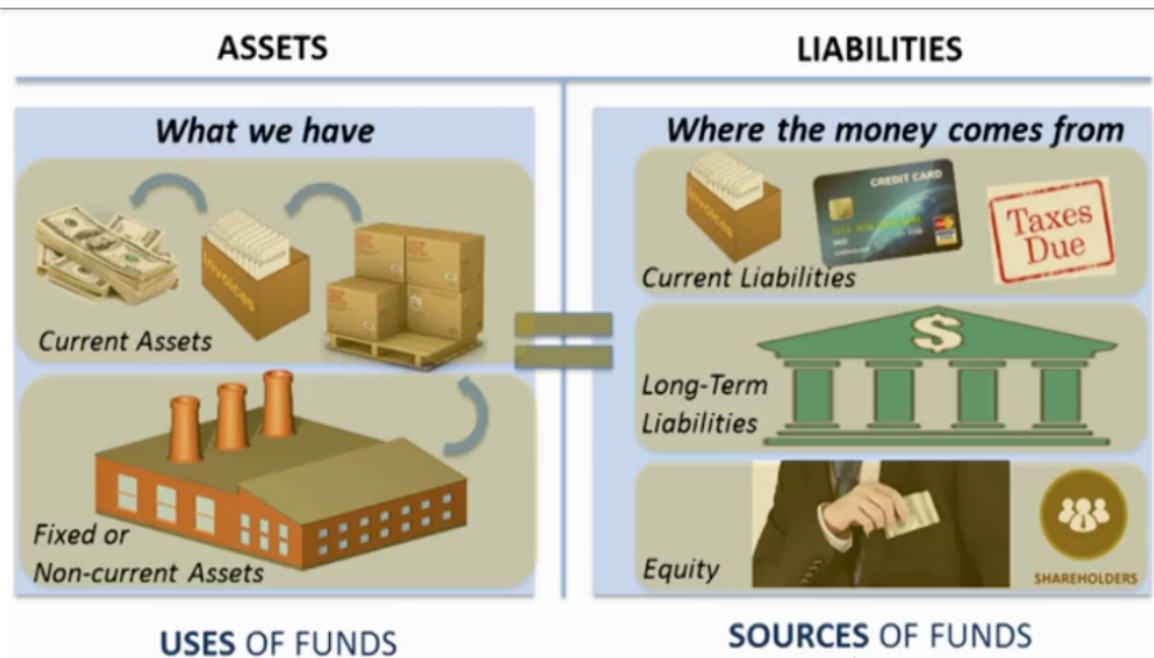 ASSETS
LIABILITIES
What we have
Where the money comes from
Invoices
Current Assets
Fixed or
Non-current Assets
Invoices
CREDIT CARD
Taxes
Due
Current Liabilities
$
Long-Term
Liabilities
Equity
SHAREHOLDERS
USES OF FUNDS
SOURCES OF FUNDS